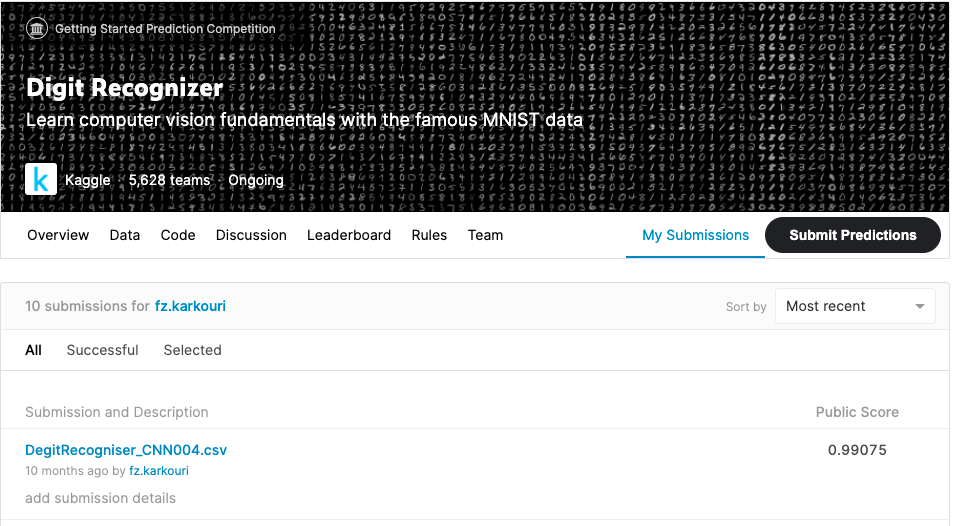 Getting Started Prediction Competition
Digit Recognizer
Learn computer vision fundamentals with the famous MNIST data
k Kaggle · 5,628 teams · Ongoing
Overview Data Code Discussion Leaderboard Rules Team My Submissions Submit Predictions
10 submissions for fz.karkouri Sort by Most recent
All Successful Selected
Submission and Description Public Score
DegitRecogniser_CNN004.csv 0.99075
10 months ago by fz.karkouri
add submission details